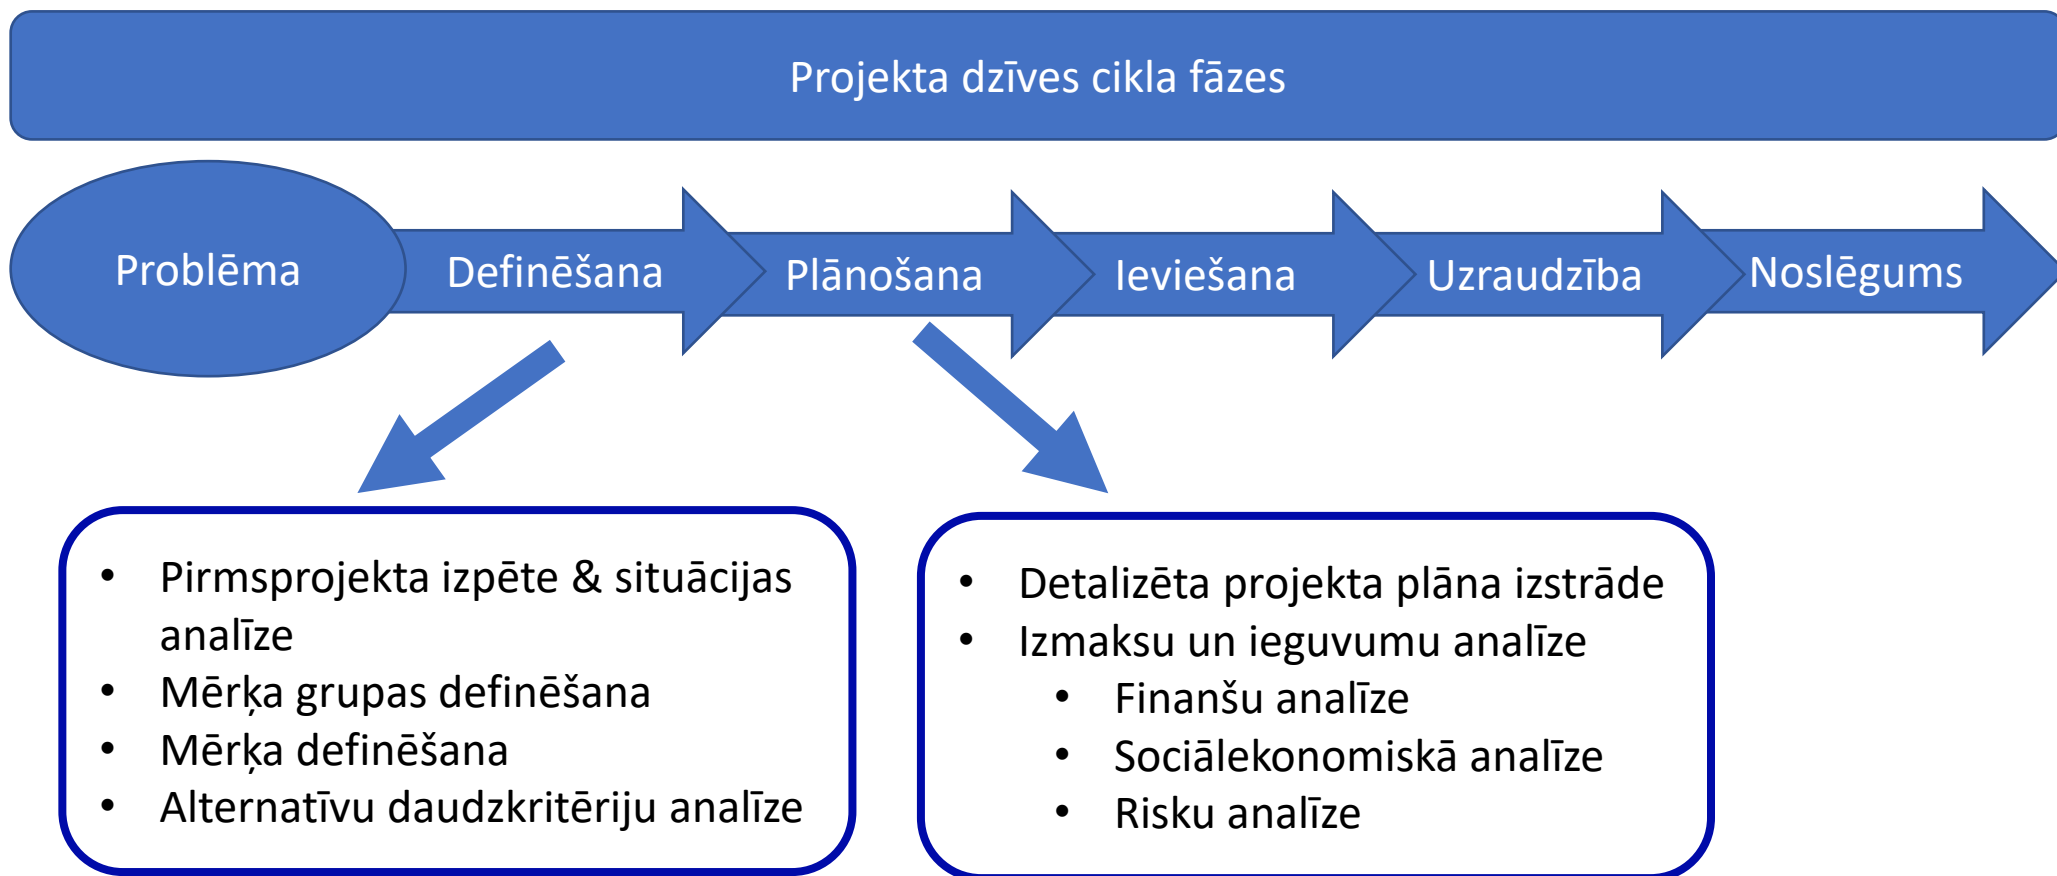 Projekta dzīves cikla fāzes
Problēma
Definēšana
Plānošana
Ieviešana
Uzraudzība
Noslēgums
• Pirmsprojekta izpēte & situācijas
analīze
• Mērķa grupas definēšana
• Mērķa definēšana
• Alternatīvu daudzkritēriju analīze
• Detalizēta projekta plāna izstrāde
• Izmaksu un ieguvumu analīze
• Finanšu analīze
• Sociālekonomiskā analīze
• Risku analīze